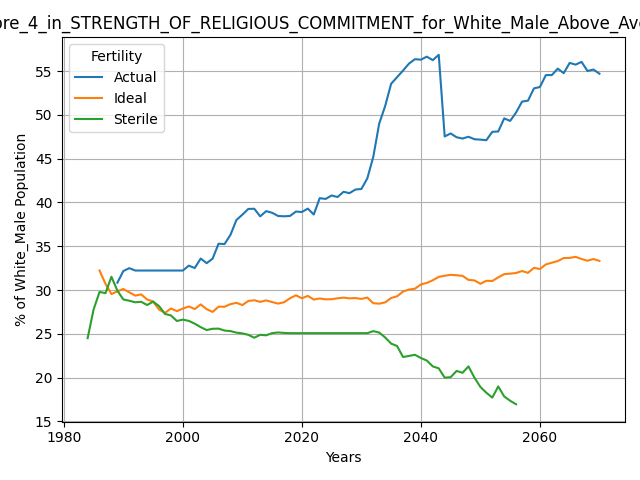 ore_4_in_STRENGTH_OF_RELIGIOUS_COMMITMENT_for_White_Male_Above_Ave
Fertility
Actual
Ideal
Sterile
% of White_Male Population
55
50
45
40
35
30
25
20
15
1980
2000
2020
2040
2060
Years